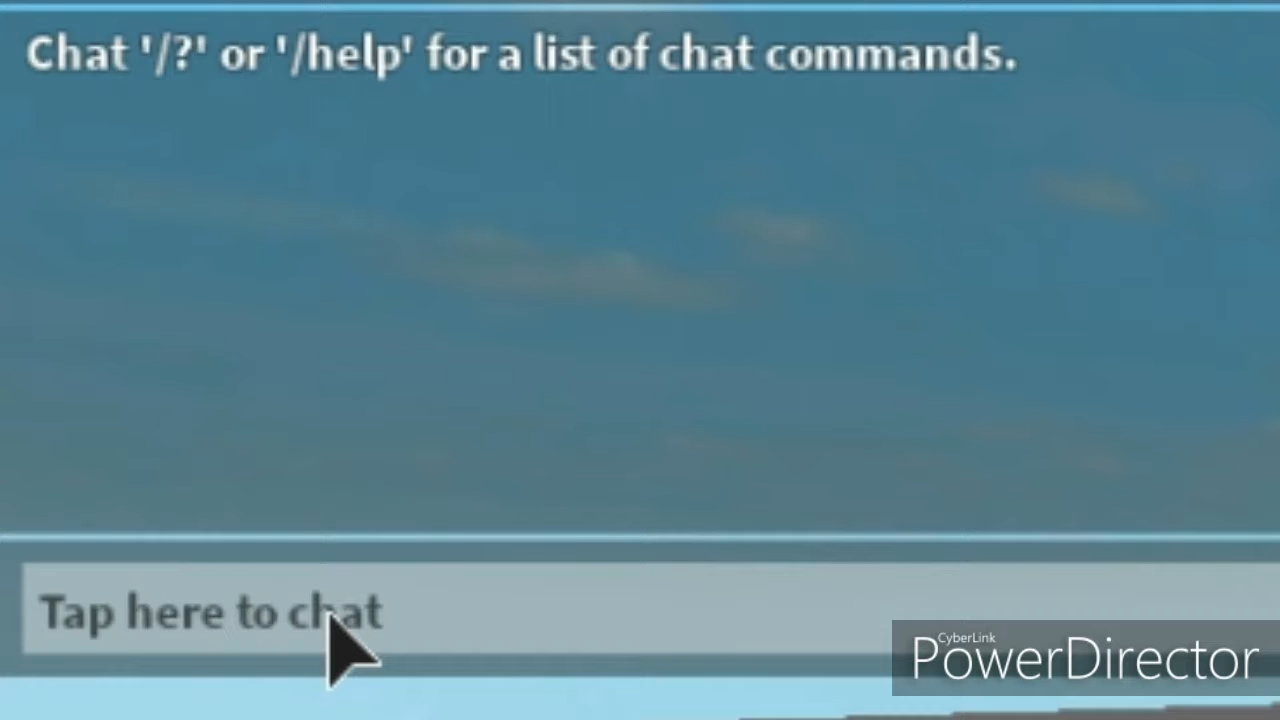 Chat '/?' or '/help' for a list of chat commands.
Tap here to chat
CyberLink
PowerDirector